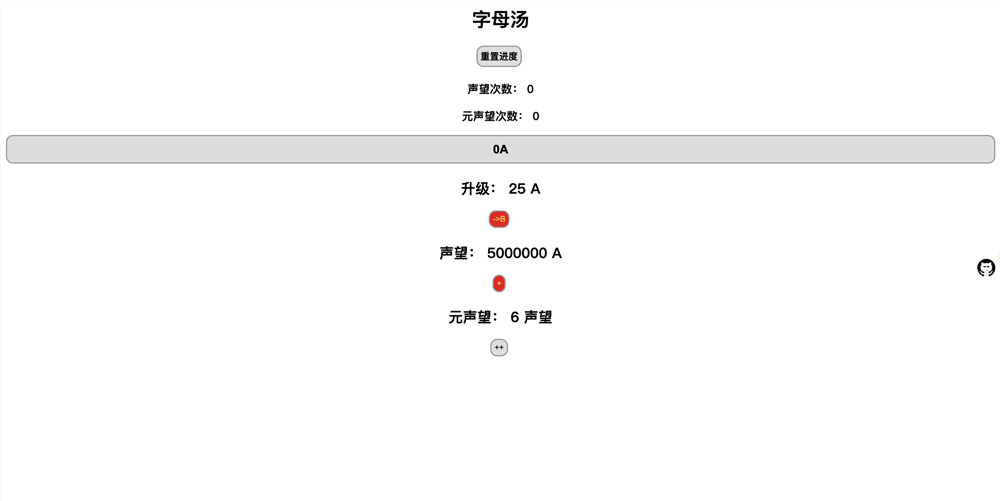 字母汤
重置进度
声望次数： 0
元声望次数： 0
0A
升级： 25 A
->B
声望： 5000000 A
+
元声望： 6 声望
++